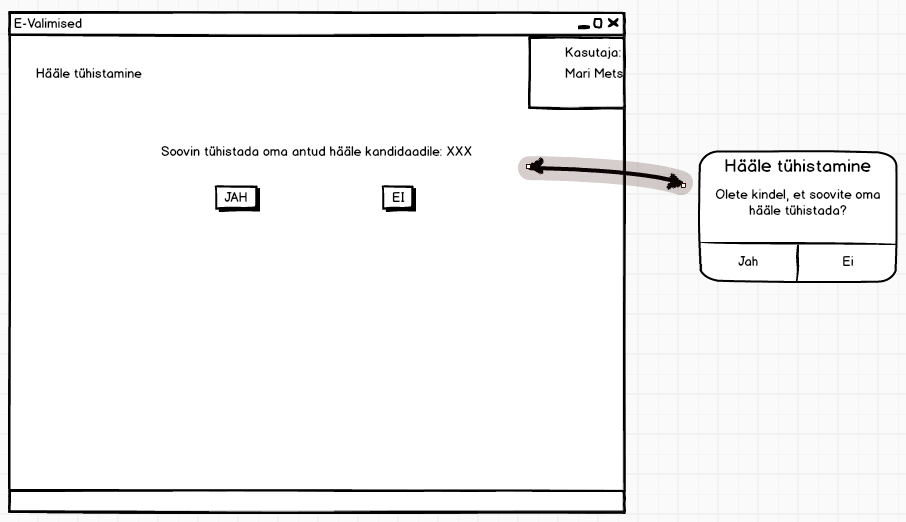 E-Valimised
Kasutaja:
Mari Mets
Hääle tühistamine
Soovin tühistada oma antud hääle kandidaadile: XXX
JAH
EI
Hääle tühistamine
Olete kindel, et soovite oma
hääle tühistada?
Jah
Ei